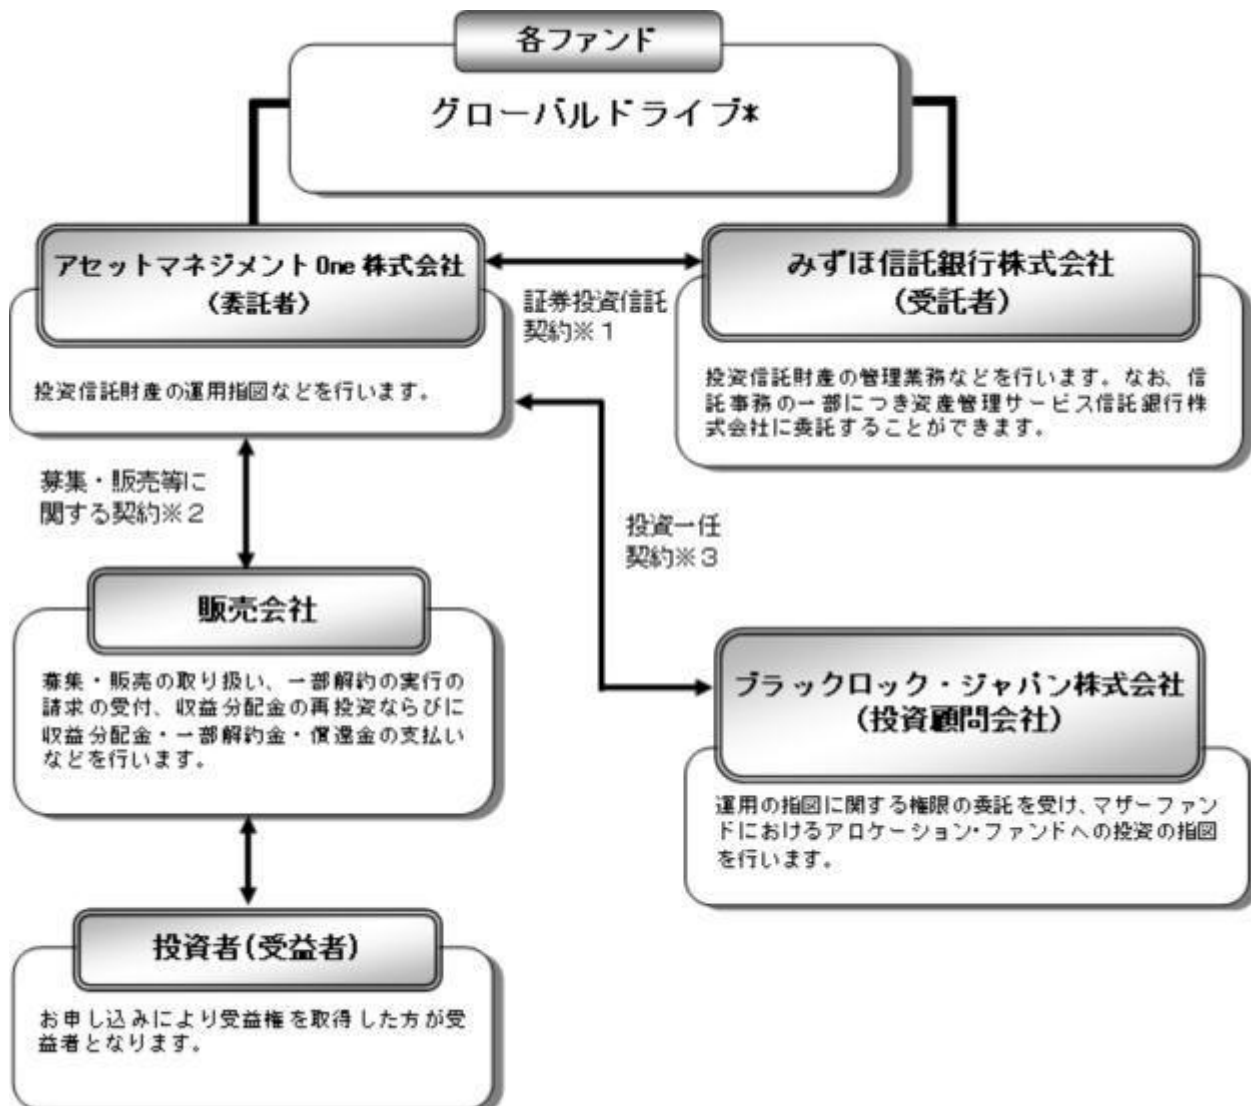 各ファンド
グローバルドライブ*
アセットマネジメントOne株式会社
(委託者)
投資信託財産の運用指図などを行います。
証券投資信託
契約※1
みずほ信託銀行株式会社
(受託者)
投資信託財産の管理業務などを行います。なお、信
託事務の一部につき資産管理サービス信託銀行株
式会社に委託することができます。
募集・販売等に
関する契約※2
投資一任
契約※3
販売会社
募集・販売の取り扱い、一部解約の実行の
請求の受付、収益分配金の再投資ならびに
収益分配金・一部解約金・償還金の支払い
などを行います。
ブラックロック・ジャパン株式会社
(投資顧問会社)
運用の指図に関する権限の委託を受け、マザーファン
ドにおけるアロケーション・ファンドへの投資の指図
を行います。
投資者(受益者)
お申し込みにより受益権を取得した方が受
益者となります。